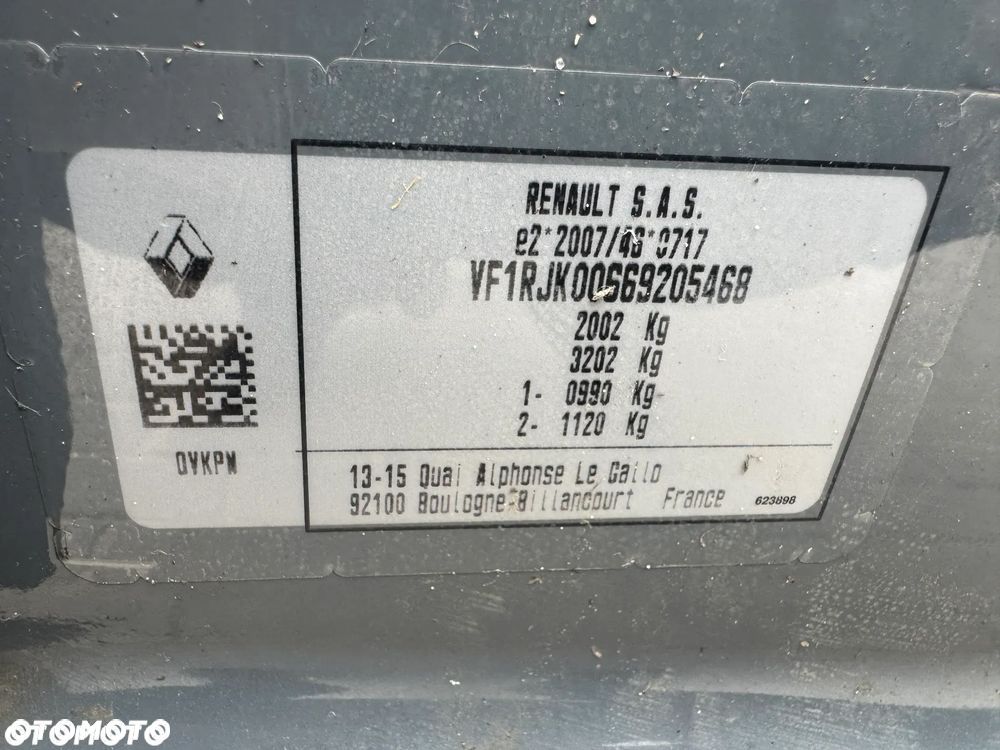 RENAULT S.A.S.
e2*2007/46*0717
VF1RJK00669205468
2002 Kg
3202 Kg
1- 0990 Kg
2- 1120 Kg
OVKPN
13-15 Quai Alphonse Le Gallo
92100 Boulogne-Billancourt France
623898
OTOMOTO